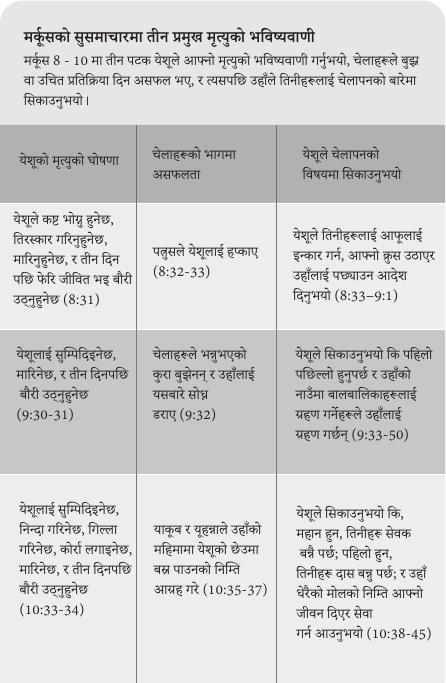 मर्कूसको सुसमाचारमा तीन प्रमुख मृत्युको भविष्यवाणी
मर्कूस 8 - 10 मा तीन पटक येशूले आफ्नो मृत्युको भविष्यवाणी गर्नुभयो, चेलाहरूले बुझ्न
वा उचित प्रतिक्रिया दिन असफल भए, र त्यसपछि उहाँले तिनीहरूलाई चेलापनको बारेमा
सिकाउनुभयो।
येशूको मृत्युको घोषणा
चेलाहरूको भागमा
असफलता
येशूले चेलापनको
विषयमा सिकाउनुभयो
येशूले कष्ट भोग्नु हुनेछ,
तिरस्कार गरिनुहुनेछ,
मारिनुहुनेछ, र तीन दिन
पछि फेरि जीवित भइ बौरी
उठ्नुहुनेछ (8:31)
पत्रुसले येशूलाई हप्काए
(8:32-33)
येशूले तिनीहरूलाई आफूलाई
इन्कार गर्न, आफ्नो क्रुस उठाएर
उहाँलाई पछ्याउन आदेश
दिनुभयो (8:33–9:1)
येशूलाई सुम्पिदिइनेछ,
मारिनेछ, र तीन दिनपछि
बौरी उठ्नुहुनेछ
(9:30-31)
चेलाहरूले भन्नुभएको
कुरा बुझेनन् र उहाँलाई
यसबारे सोध्न
डराए (9:32)
येशूले सिकाउनुभयो कि पहिलो
पछिल्लो हुनुपर्छ र उहाँको
नाउँमा बालबालिकाहरूलाई
ग्रहण गर्नेहरूले उहाँलाई
ग्रहण गर्छन् (9:33-50)
येशूलाई सुम्पिदिइनेछ,
निन्दा गरिनेछ, गिल्ला
गरिनेछ, कोर्रा लगाइनेछ,
मारिनेछ, र तीन दिनपछि
बौरी उठ्नुहुनेछ
(10:33-34)
याकूब र यूहन्नाले उहाँको
महिमामा येशूको छेउमा
बस्न पाउनको निम्ति
आग्रह गरे (10:35-37)
येशूले सिकाउनुभयो कि,
महान हुन, तिनीहरू सेवक
बन्नै पर्छ; पहिलो हुन,
तिनीहरू दास बन्नु पर्छ; र उहाँ
धेरैको मोलको निम्ति आफ्नो
जीवन दिएर सेवा
गर्न आउनुभयो (10:38-45)